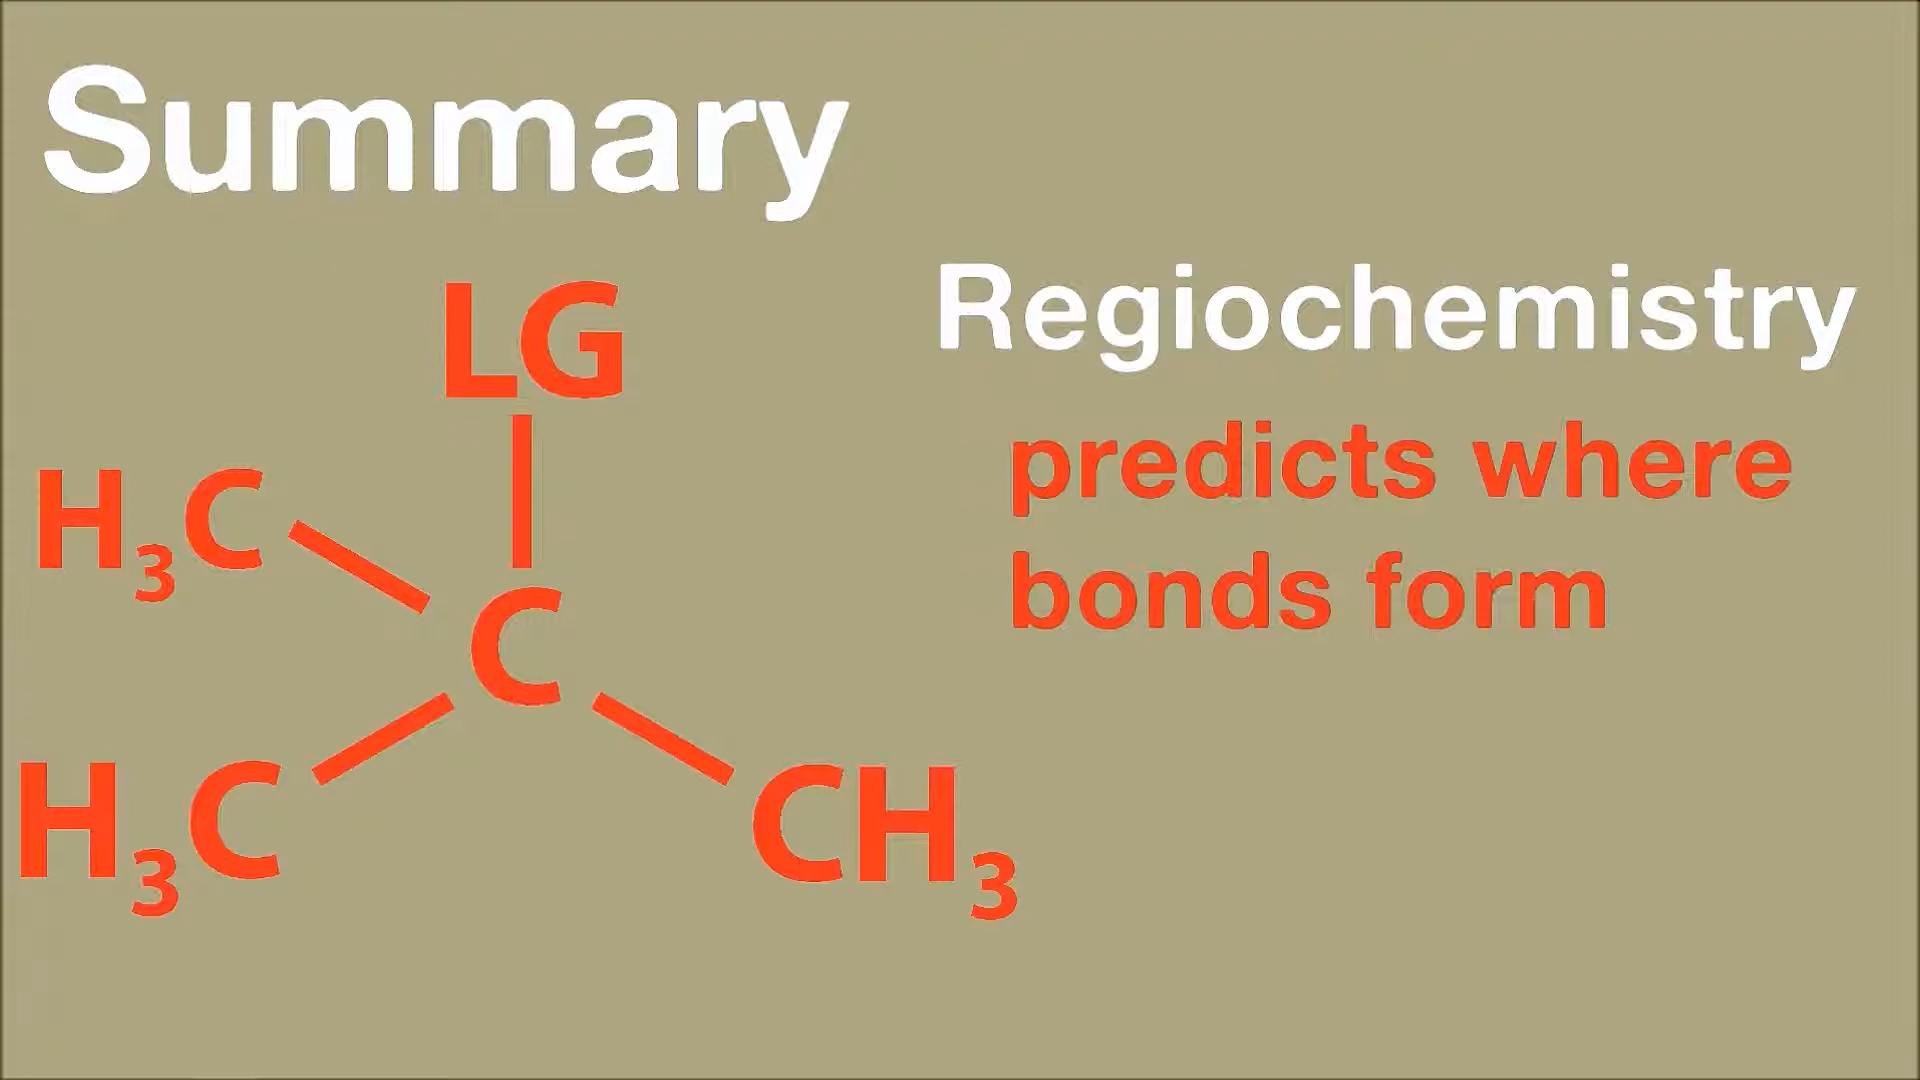 Summary
LG
H₃C
C
H₃C
CH₃
Regiochemistry
predicts where
bonds form